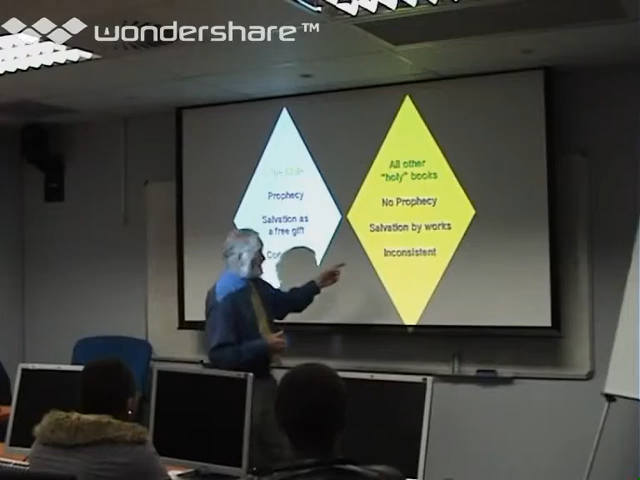 wondershare™
Prophecy
Salvation as
a free gift
All other
"holy" books
No Prophecy
Salvation by works
Inconsistent